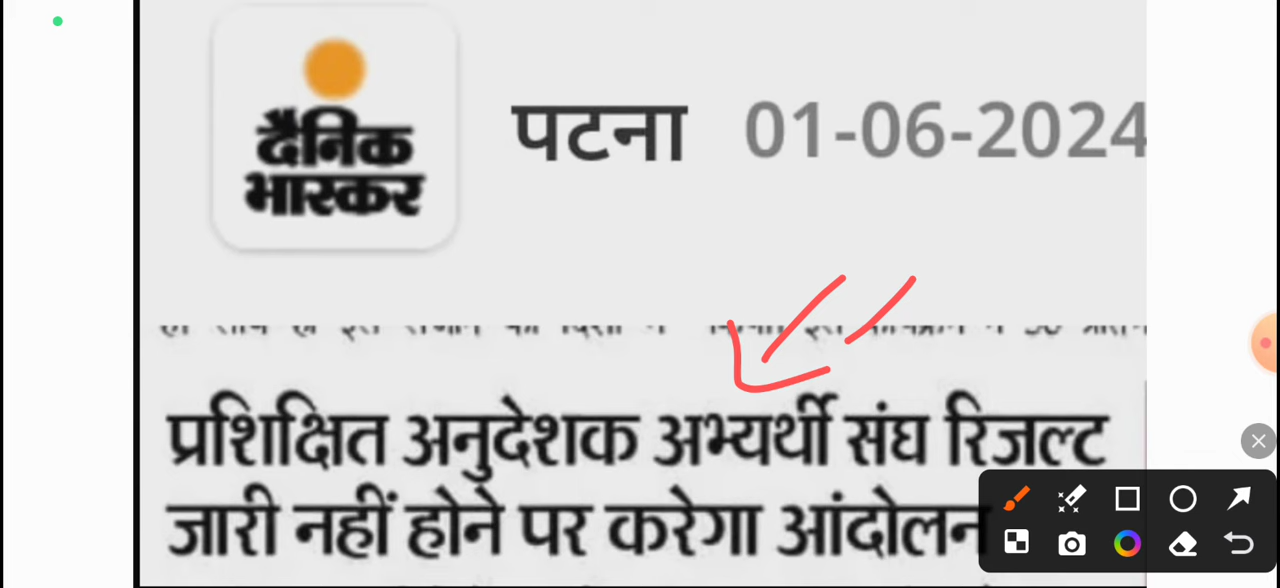 दैनिक
भास्कर
पटना 01-06-2024
प्रशिक्षित अनुदेशक अभ्यर्थी संघ रिजल्ट
जारी नहीं होने पर करेगा आंदोलन